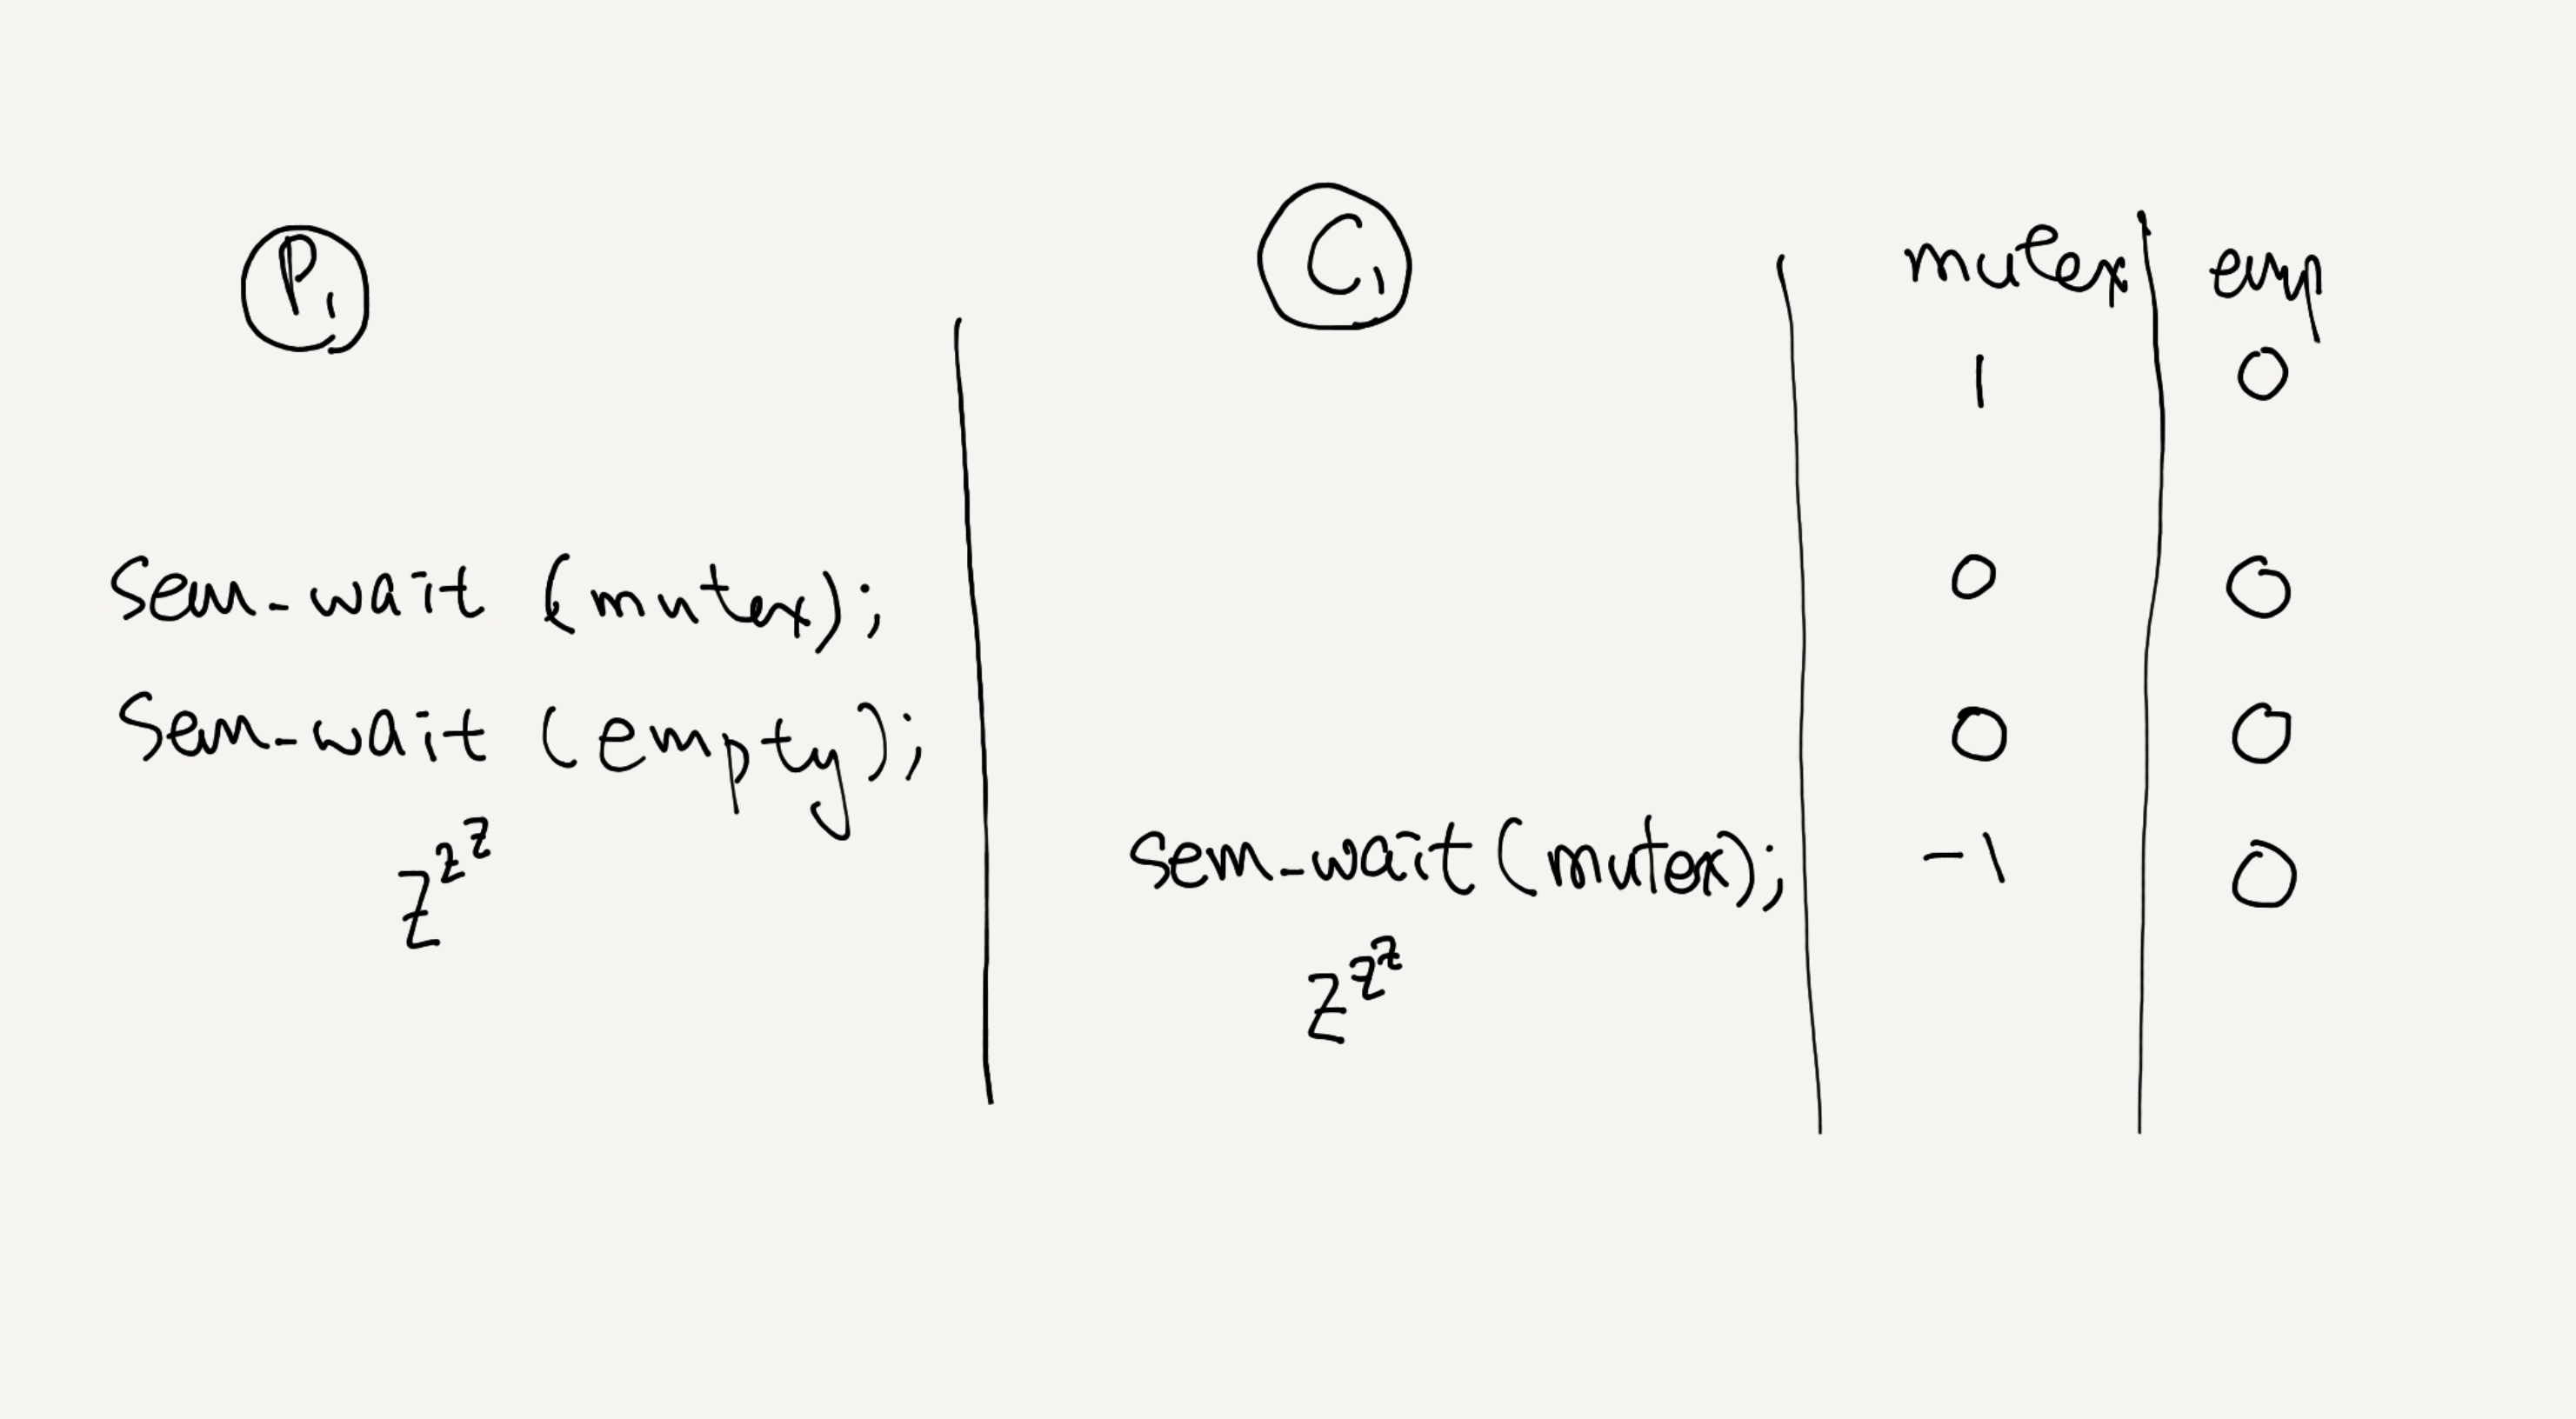 P1 C1 mutex emp
1 0
sem-wait (mutex); 0 0
sem-wait (empty); 0 0
zzz sem-wait (mutex); -1 0
zzz